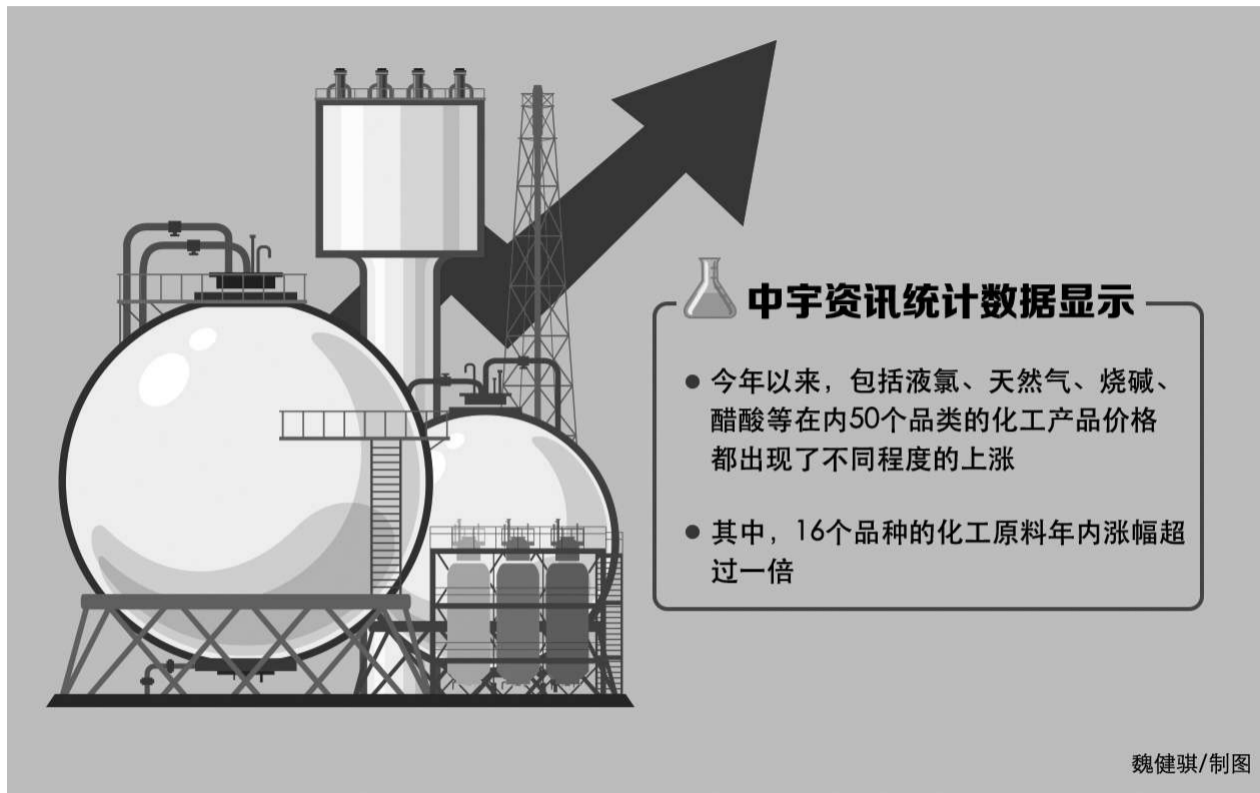 中宇资讯统计数据显示
● 今年以来，包括液氯、天然气、烧碱、
醋酸等在内50个品类的化工产品价格
都出现了不同程度的上涨
● 其中，16个品种的化工原料年内涨幅超
过一倍
魏健骐/制图